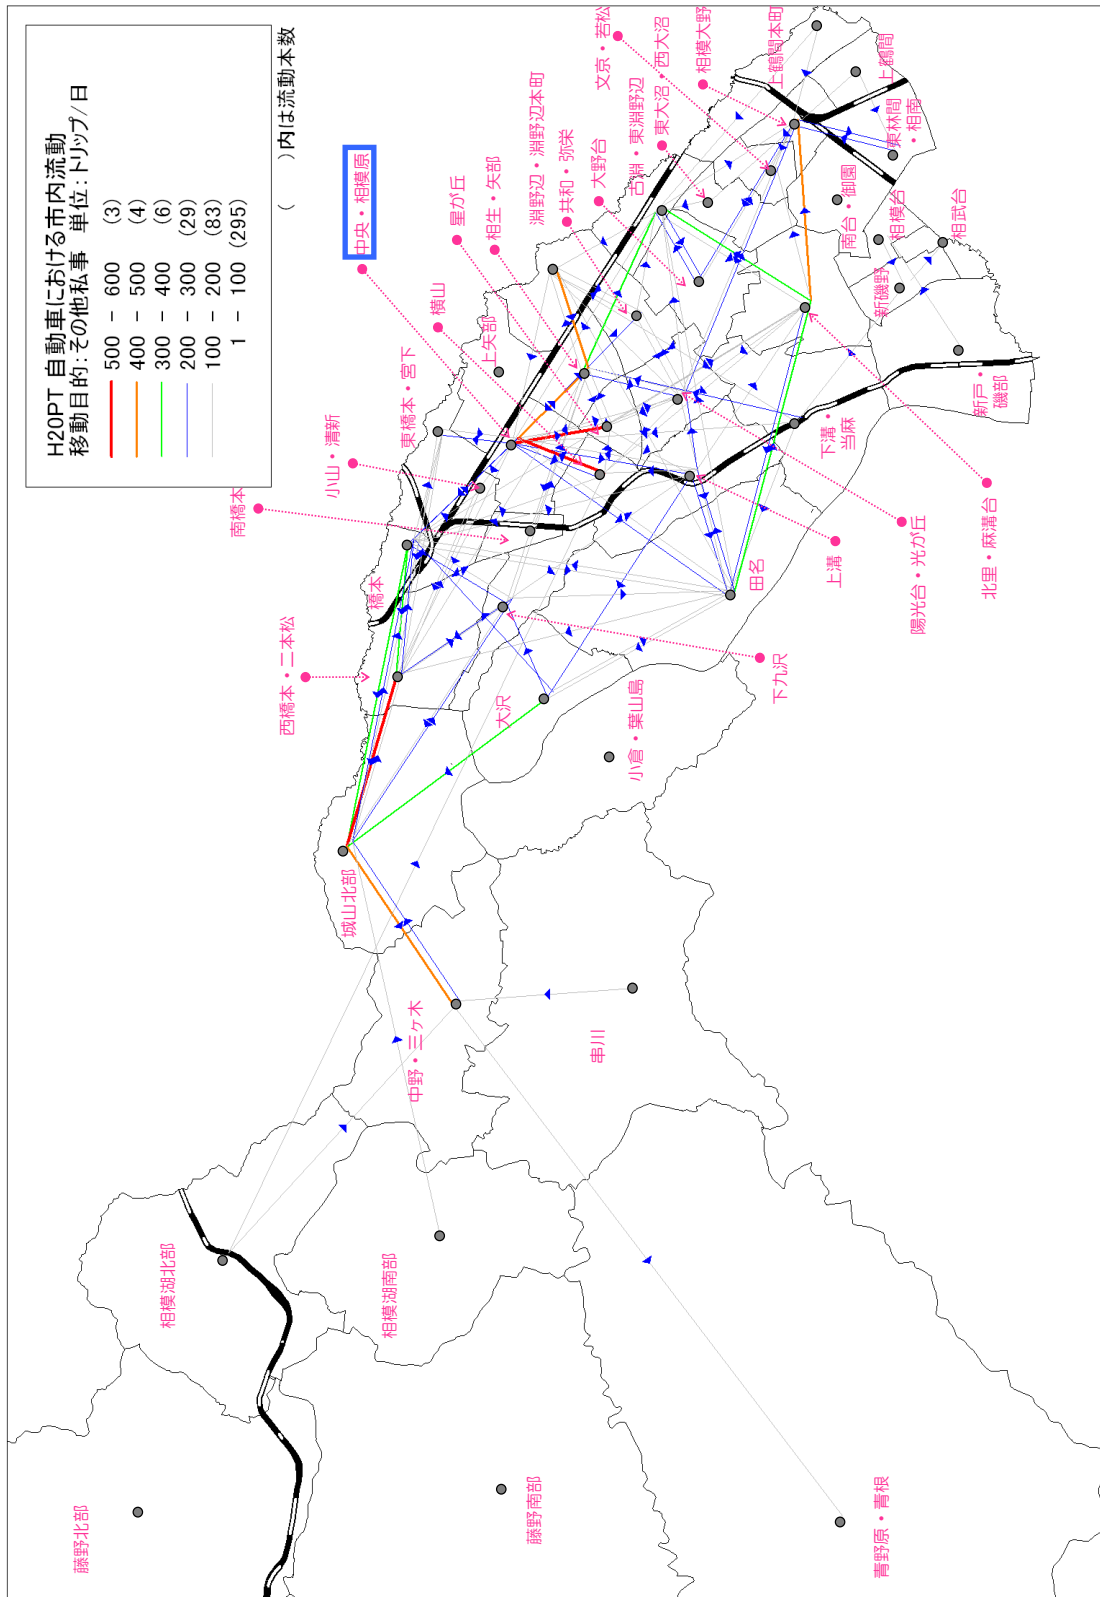 H20PT 自動車における市内流動
移動目的:その他私事 単位:トリップ/日
500 - 600 (3)
400 - 500 (4)
300 - 400 (6)
200 - 300 (29)
100 - 200 (83)
1 - 100 (295)
( )内は流動本数
藤野北部
相模湖北部
相模湖南部
藤野南部
青野原・青根
中野・三ヶ木
串川
城山北部
小倉・葉山島
西橋本・二本松
橋本
大沢
下九沢
南橋本
小山・清新
東橋本・宮下
上矢部
横山
中央・相模原
星が丘
相生・矢部
淵野辺・淵野辺本町
共和・弥栄
大野台
古淵・東淵野辺
東大沼・西大沼
文京・若松
相模大野
上鶴間本町
上鶴間
東林間
・相南
南台・御園
相模台
相武台
新磯野
新戸・
磯部
下溝・
当麻
田名
上溝
陽光台・光が丘
北里・麻溝台